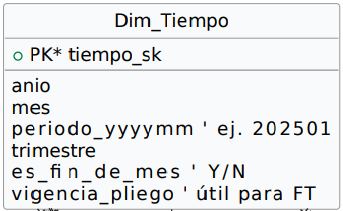 Dim_Tiempo
PK* tiempo_sk
anio
mes
periodo_yyyymm ' ej. 202501
trimestre
es_fin_de_mes ' Y/N
vigencia_pliego ' útil para FT